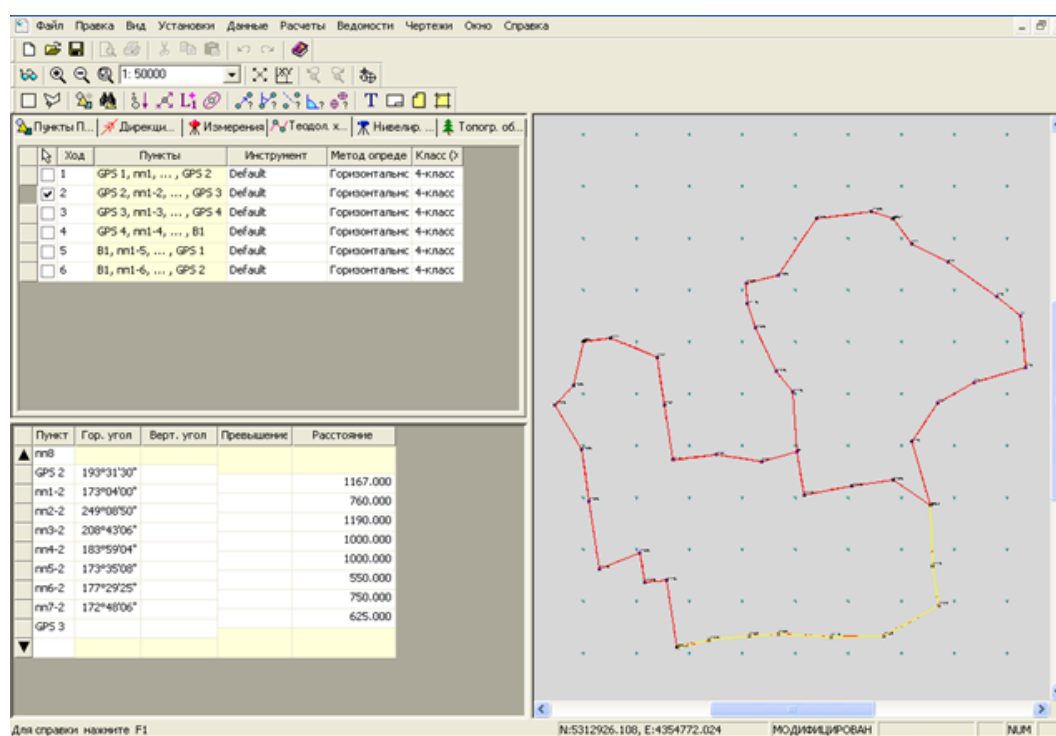 Файл Правка Вид Установки Данные Расчеты Ведомости Чертежи Окно Справка
1: 50000
Пункты П... Дирекци... Измерения Теодол. х... Нивелир. ... Топогр. об...
Ход Пункты Инструмент Метод опреде Класс (>
1 GPS 1, пп1, ... , GPS 2 Default Горизонтальнс 4-класс
2 GPS 2, пп1-2, ... , GPS 3 Default Горизонтальнс 4-класс
3 GPS 3, пп1-3, ... , GPS 4 Default Горизонтальнс 4-класс
4 GPS 4, пп1-4, ... , B1 Default Горизонтальнс 4-класс
5 B1, пп1-5, ... , GPS 1 Default Горизонтальнс 4-класс
6 B1, пп1-6, ... , GPS 2 Default Горизонтальнс 4-класс
Пункт Гор. угол Верт. угол Превышение Расстояние
пп8
GPS 2 193°31'30"
1167.000
пп1-2 173°04'00"
760.000
пп2-2 249°08'50"
1190.000
пп3-2 208°43'06"
1000.000
пп4-2 183°59'04"
1000.000
пп5-2 173°35'08"
550.000
пп6-2 177°29'25"
750.000
пп7-2 172°48'06"
625.000
GPS 3
Для справки нажмите F1 N:5312926.108, E:4354772.024 МОДИФИЦИРОВАН NUM